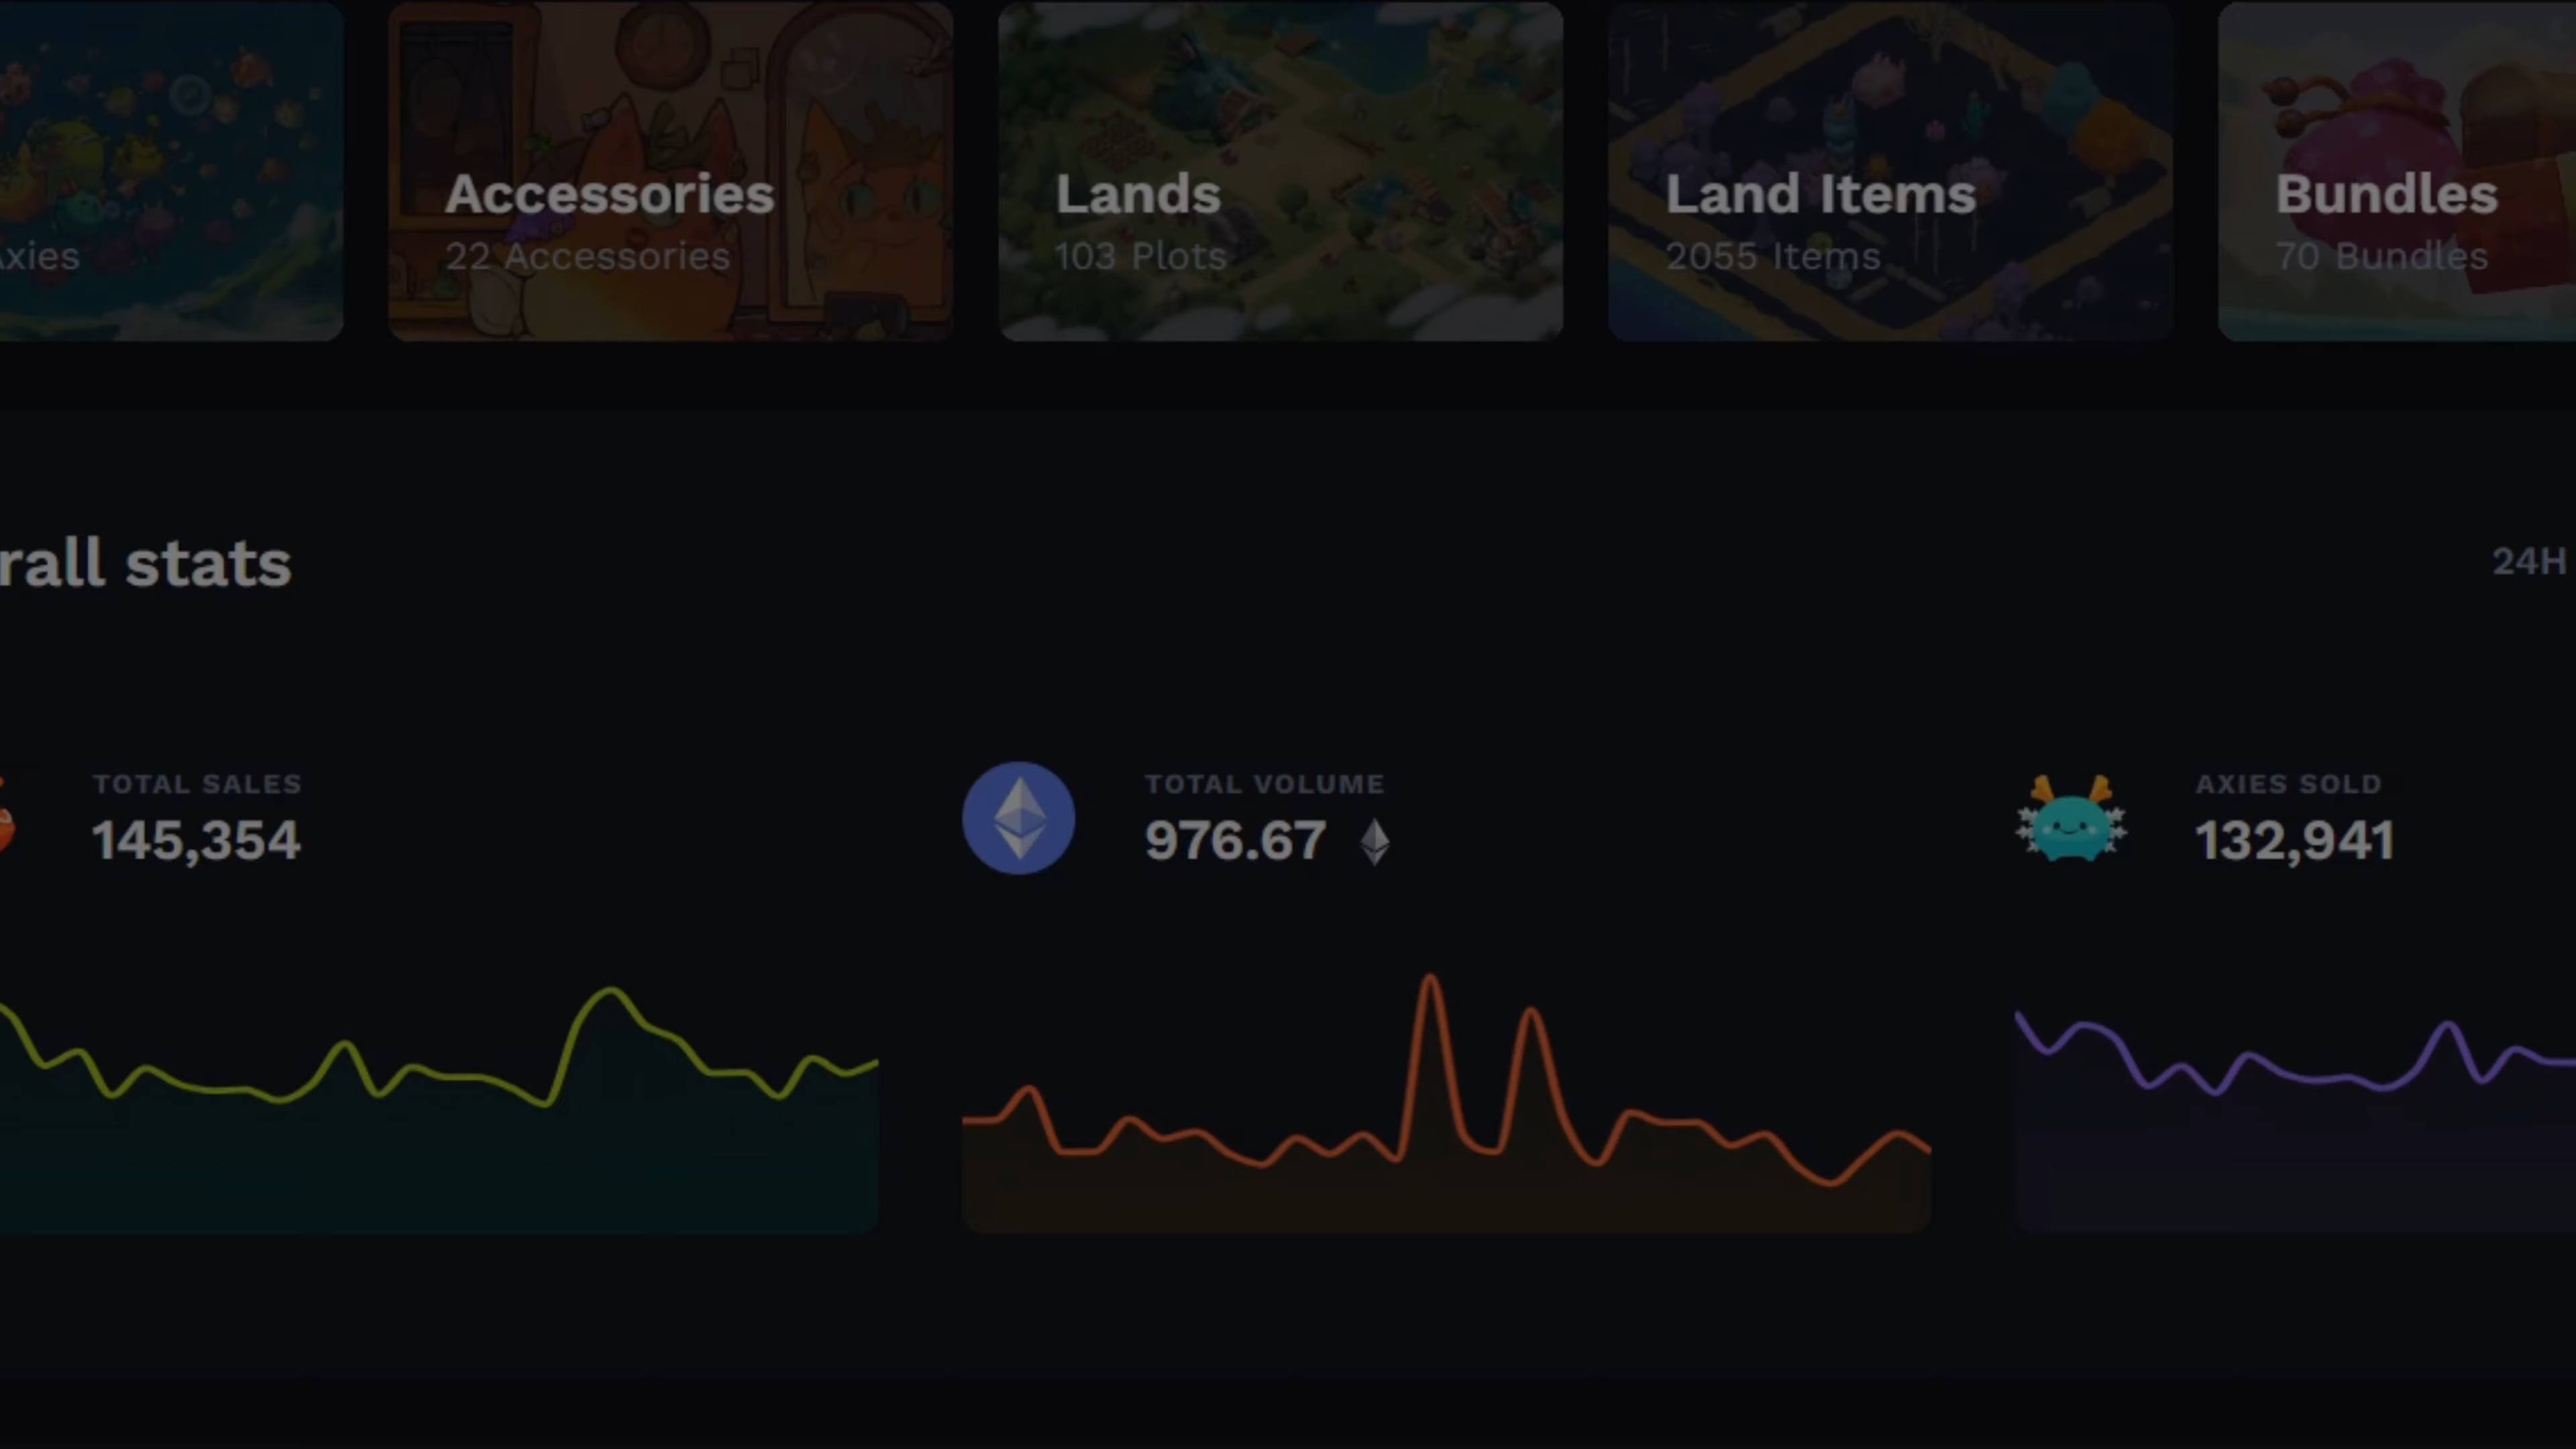 Accessories
22 Accessories
Lands
103 Plots
Land Items
2055 Items
Bundles
70 Bundles
Axies
rall stats
24H
TOTAL SALES
145,354
TOTAL VOLUME
976.67
AXIES SOLD
132,941